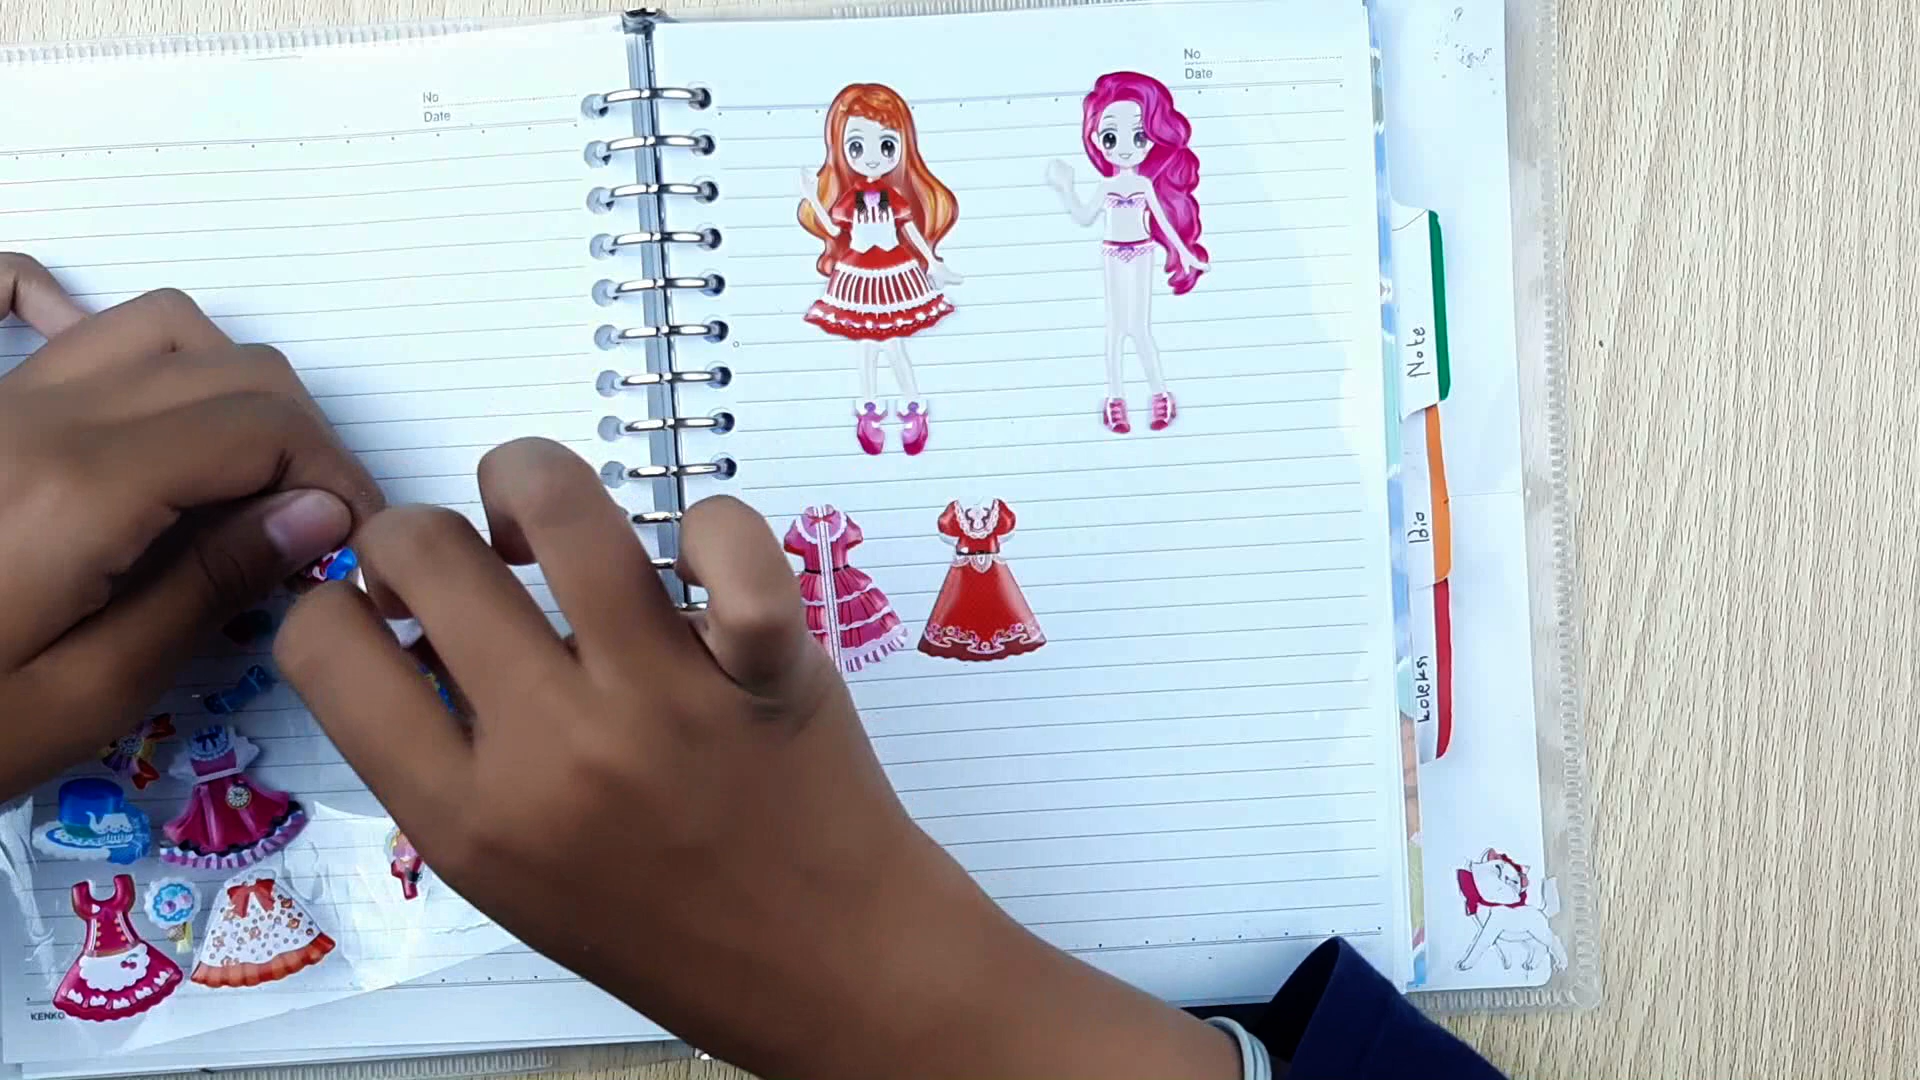 No
Date
No
Date
Note
Bio
koleksi
KENKO